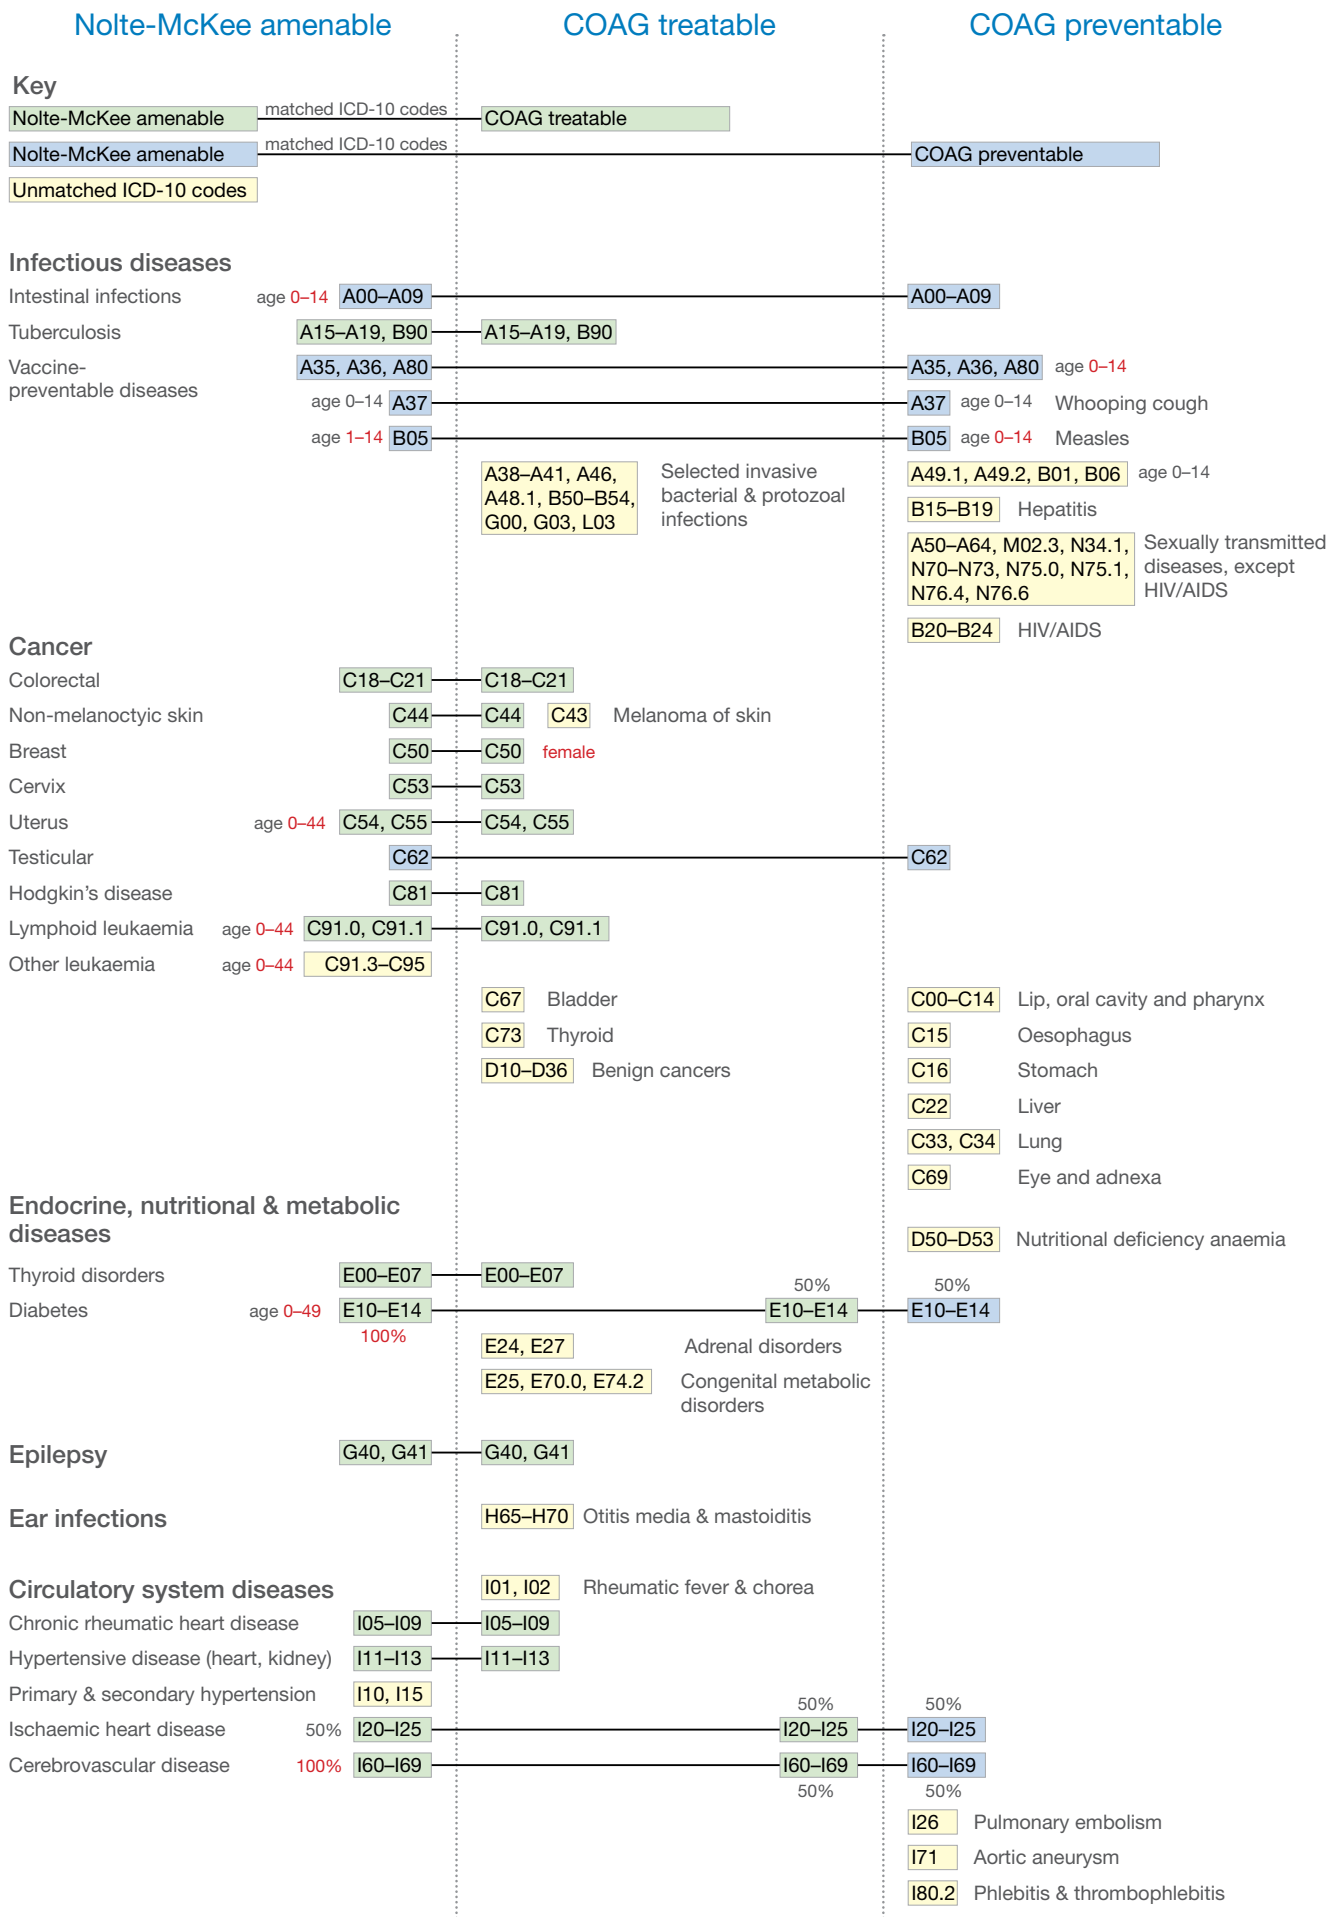 Nolte-McKee amenable COAG treatable COAG preventable
Key
Nolte-McKee amenable matched ICD-10 codes COAG treatable
Nolte-McKee amenable matched ICD-10 codes COAG preventable
Unmatched ICD-10 codes
Infectious diseases
Intestinal infections age 0–14 A00–A09 A00–A09
Tuberculosis A15–A19, B90 A15–A19, B90
Vaccine- A35, A36, A80 A35, A36, A80 age 0–14
preventable diseases
age 0–14 A37 A37 age 0–14 Whooping cough
age 1–14 B05 B05 age 0–14 Measles
A38–A41, A46, Selected invasive
A48.1, B50–B54, bacterial & protozoal
G00, G03, L03 infections
A49.1, A49.2, B01, B06 age 0–14
B15–B19 Hepatitis
A50–A64, M02.3, N34.1, Sexually transmitted
N70–N73, N75.0, N75.1, diseases, except
N76.4, N76.6 HIV/AIDS
B20–B24 HIV/AIDS
Cancer
Colorectal C18–C21 C18–C21
Non-melanoctyic skin C44 C44 C43 Melanoma of skin
Breast C50 C50 female
Cervix C53 C53
Uterus age 0–44 C54, C55 C54, C55
Testicular C62 C62
Hodgkin's disease C81 C81
Lymphoid leukaemia age 0–44 C91.0, C91.1 C91.0, C91.1
Other leukaemia age 0–44 C91.3–C95
C67 Bladder C00–C14 Lip, oral cavity and pharynx
C73 Thyroid C15 Oesophagus
D10–D36 Benign cancers C16 Stomach
C22 Liver
C33, C34 Lung
C69 Eye and adnexa
Endocrine, nutritional & metabolic
diseases
D50–D53 Nutritional deficiency anaemia
Thyroid disorders E00–E07 E00–E07
50% 50%
Diabetes age 0–49 E10–E14 E10–E14 E10–E14
100%
E24, E27 Adrenal disorders
E25, E70.0, E74.2 Congenital metabolic
disorders
Epilepsy G40, G41 G40, G41
Ear infections H65–H70 Otitis media & mastoiditis
Circulatory system diseases I01, I02 Rheumatic fever & chorea
Chronic rheumatic heart disease I05–I09 I05–I09
Hypertensive disease (heart, kidney) I11–I13 I11–I13
Primary & secondary hypertension I10, I15
50% 50%
Ischaemic heart disease 50% I20–I25 I20–I25 I20–I25
Cerebrovascular disease 100% I60–I69 I60–I69 I60–I69
50% 50%
I26 Pulmonary embolism
I71 Aortic aneurysm
I80.2 Phlebitis & thrombophlebitis